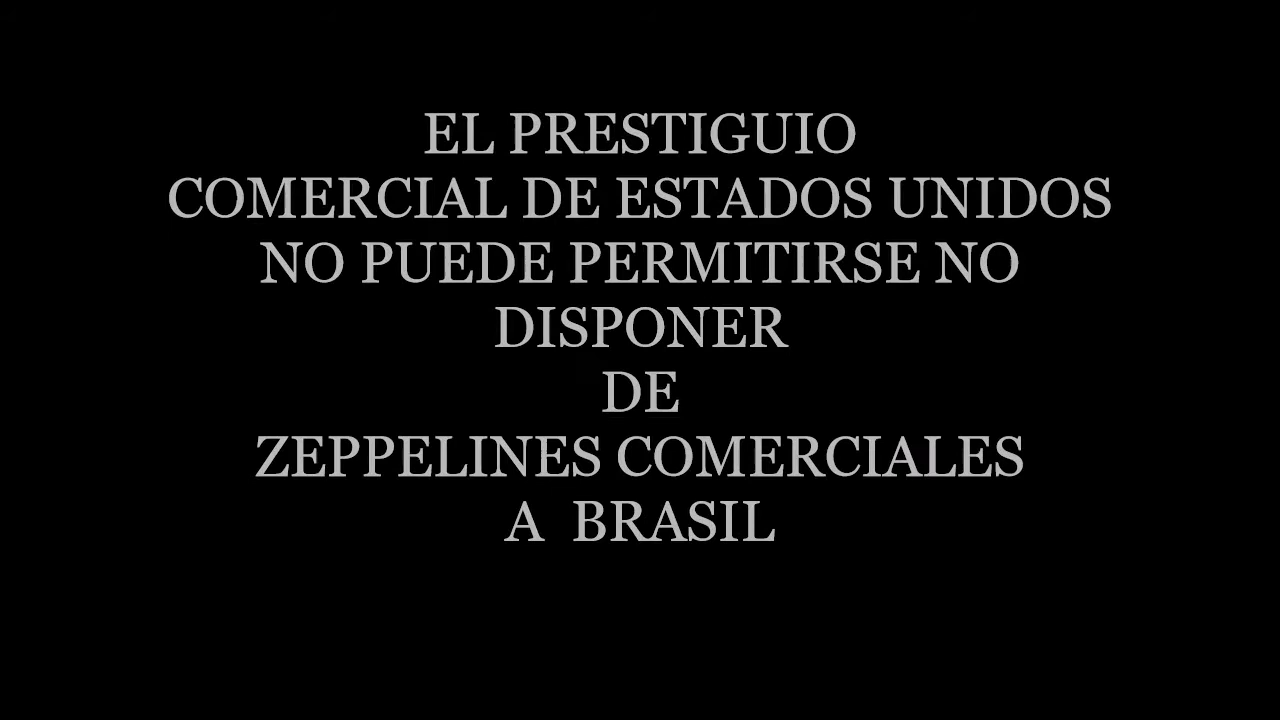 EL PRESTIGUIO
COMERCIAL DE ESTADOS UNIDOS
NO PUEDE PERMITIRSE NO
DISPONER
DE
ZEPPELINES COMERCIALES
A  BRASIL